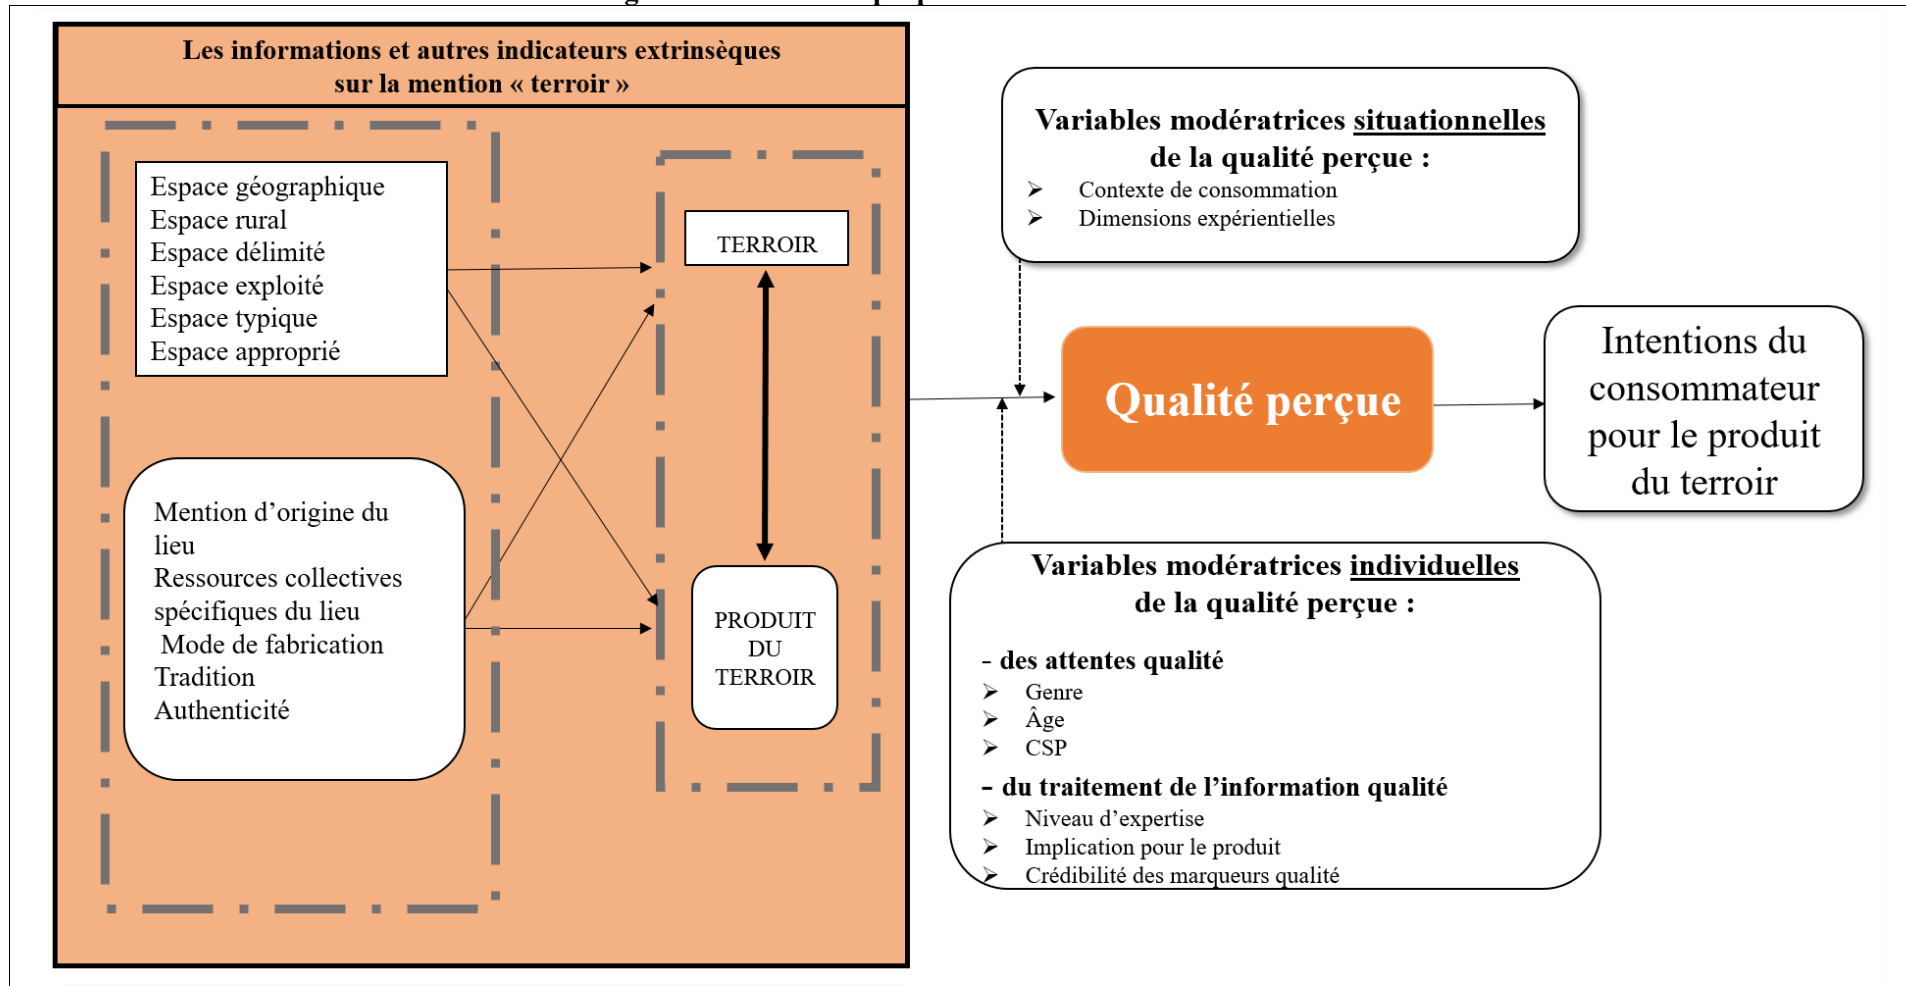 Les informations et autres indicateurs extrinsèques
sur la mention « terroir »
Espace géographique
Espace rural
Espace délimité
Espace exploité
Espace typique
Espace approprié
Mention d’origine du
lieu
Ressources collectives
spécifiques du lieu
Mode de fabrication
Tradition
Authenticité
TERROIR
PRODUIT
DU
TERROIR
Variables modératrices situationnelles
de la qualité perçue :
➢ Contexte de consommation
➢ Dimensions expérientielles
Qualité perçue
Intentions du
consommateur
pour le produit
du terroir
Variables modératrices individuelles
de la qualité perçue :
- des attentes qualité
➢ Genre
➢ Âge
➢ CSP
- du traitement de l’information qualité
➢ Niveau d’expertise
➢ Implication pour le produit
➢ Crédibilité des marqueurs qualité